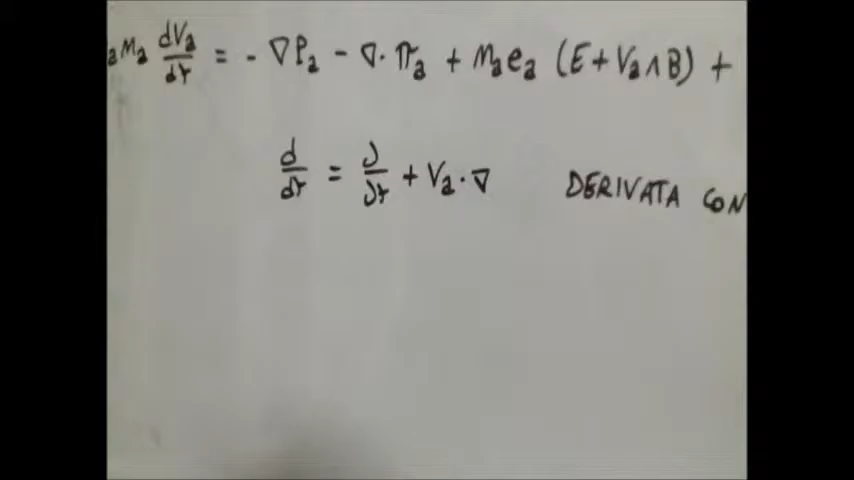 ₐmₐ dVₐ/dt = - ∇Pₐ - ∇·πₐ + nₐeₐ (E + Vₐ∧B) +
d/dt = ∂/∂t + Vₐ·∇ DERIVATA CON